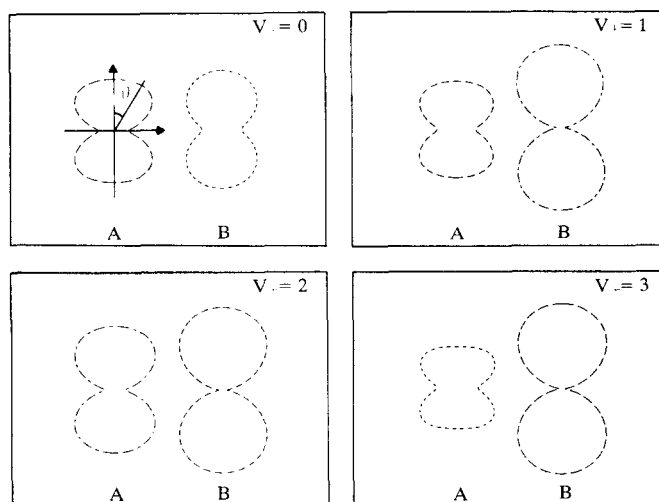 V₊ = 0
A B
V₊ = 1
A B
V₊ = 2
A B
V₊ = 3
A B